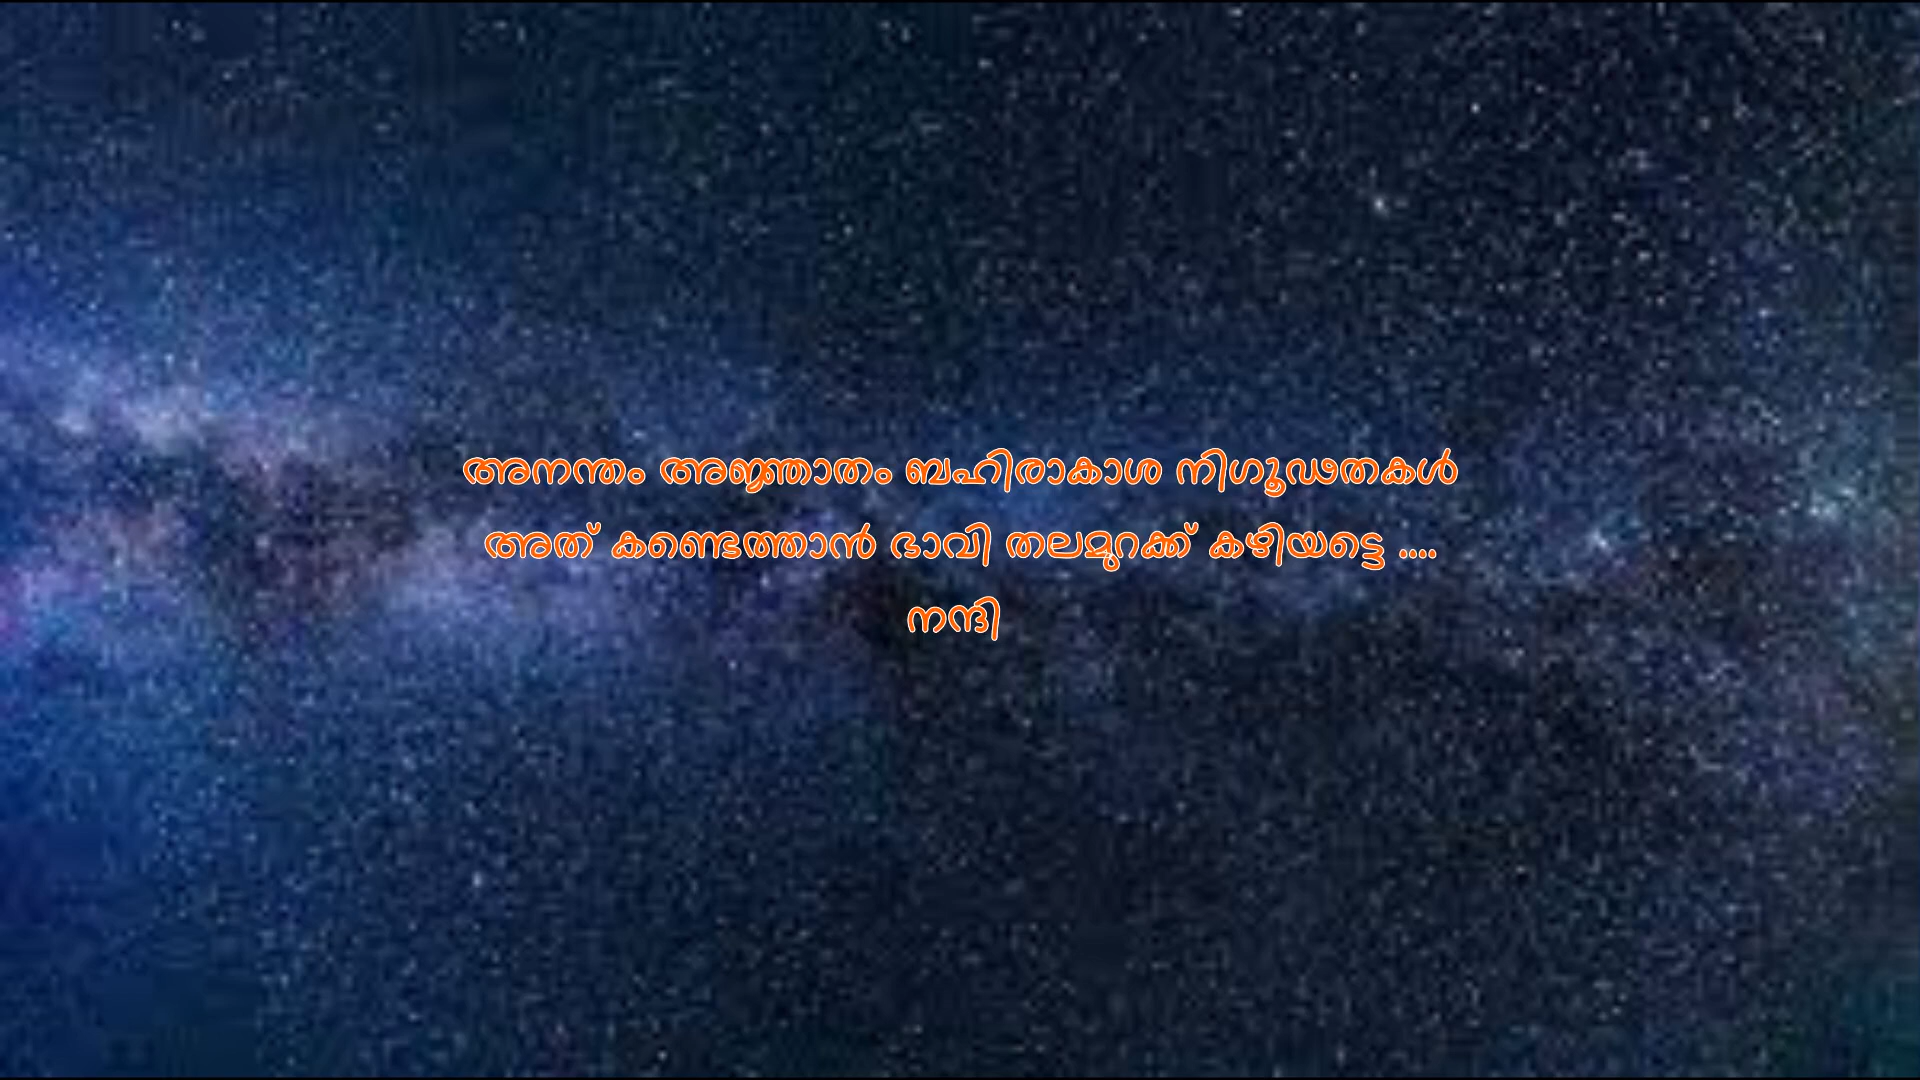 അനന്തം അജ്ഞാതം ബഹിരാകാശ നിഗൂഢതകൾ
അത് കണ്ടെത്താൻ ഭാവി തലമുറക്ക് കഴിയട്ടെ ....
നന്ദി